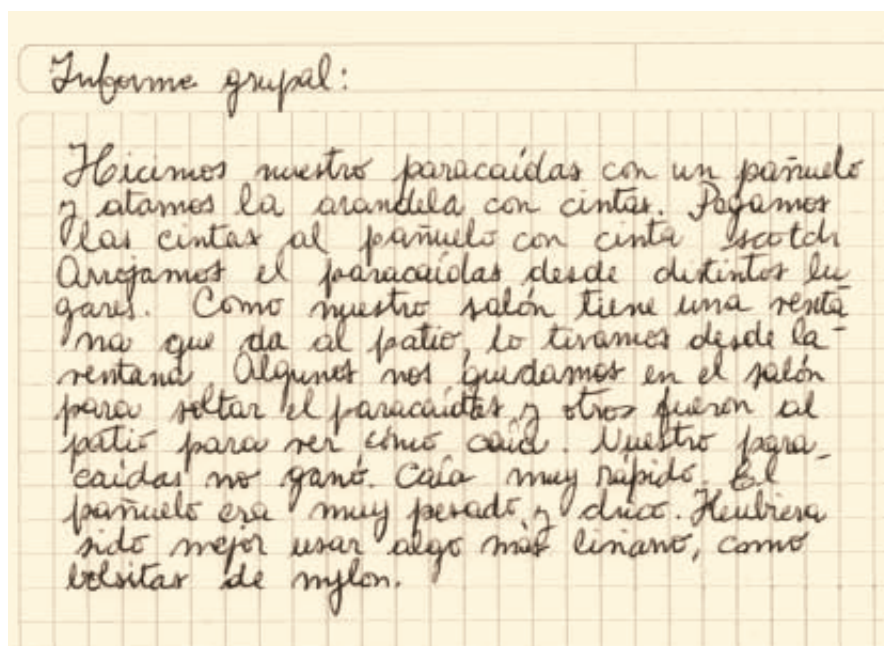 Informe grupal:
Hicimos nuestro paracaídas con un pañuelo
y atamos la arandela con cintas. Pegamos
las cintas al pañuelo con cinta scotch
Arrojamos el paracaídas desde distintos lu
gares. Como nuestro salón tiene una venta
na que da al patio, lo tiramos desde la
ventana Algunos nos quedamos en el salón
para soltar el paracaídas y otros fueron al
patio para ver cómo caía. Nuestro para_
caídas no ganó. Caía muy rápido. El
pañuelo era muy pesado y chico. Hubiera
sido mejor usar algo más liviano, como
bolsitas de nylon.